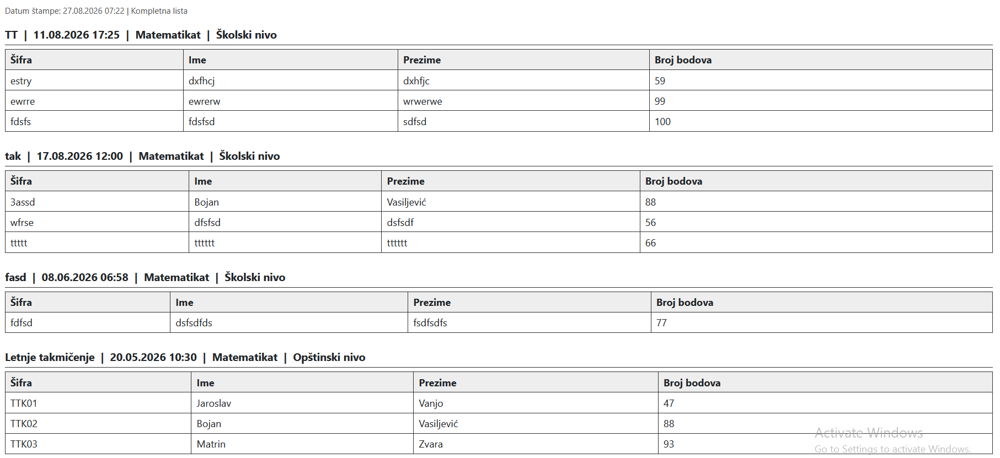 Datum štampe: 27.08.2026 07:22 | Kompletna lista
TT | 11.08.2026 17:25 | Matematikat | Školski nivo
Šifra Ime Prezime Broj bodova
estry dxfhcj dxhfjc 59
ewrre ewrerw wrwerwe 99
fdsfs fdsfsd sdfsd 100
tak | 17.08.2026 12:00 | Matematikat | Školski nivo
Šifra Ime Prezime Broj bodova
3assd Bojan Vasiljević 88
wfrse dfsfsd dsfsdf 56
ttttt tttttt tttttt 66
fasd | 08.06.2026 06:58 | Matematikat | Školski nivo
Šifra Ime Prezime Broj bodova
fdfsd dsfsdfds fsdfsdfs 77
Letnje takmičenje | 20.05.2026 10:30 | Matematikat | Opštinski nivo
Šifra Ime Prezime Broj bodova
TTK01 Jaroslav Vanjo 47
TTK02 Bojan Vasiljević 88
TTK03 Matrin Zvara 93
Activate Windows
Go to Settings to activate Windows.